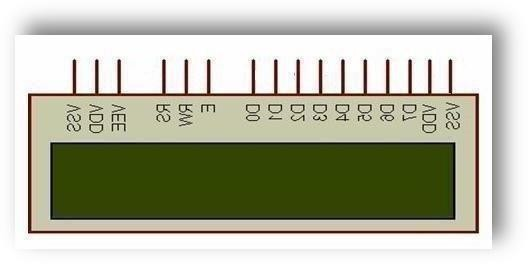 VSS VDD VEE RS RW E D0 D1 D2 D3 D4 D5 D6 D7 VDD VSS